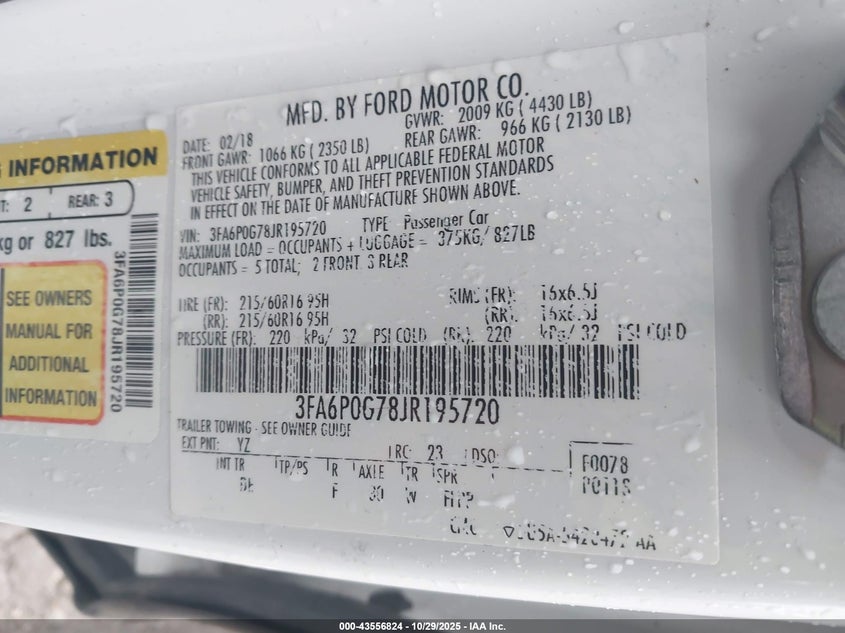 MFD. BY FORD MOTOR CO.
DATE: 02/18
GVWR: 2009 KG ( 4430 LB)
FRONT GAWR: 1066 KG ( 2350 LB)
REAR GAWR: 966 KG ( 2130 LB)
THIS VEHICLE CONFORMS TO ALL APPLICABLE FEDERAL MOTOR
VEHICLE SAFETY, BUMPER, AND THEFT PREVENTION STANDARDS
IN EFFECT ON THE DATE OF MANUFACTURE SHOWN ABOVE.
VIN: 3FA6P0G78JR195720 TYPE: Passenger Car
MAXIMUM LOAD = OCCUPANTS + LUGGAGE = 375KG/ 827LB
OCCUPANTS = 5 TOTAL; 2 FRONT 3 REAR
TIRE (FR): 215/60R16 95H RIMS (FR): 16x6.5J
(RR): 215/60R16 95H (RR): 16x6.5J
PRESSURE (FR): 220 kPa/ 32 PSI COLD (RR): 220 kPa/ 32 PSI COLD
3FA6P0G78JR195720
TRAILER TOWING - SEE OWNER GUIDE
EXT PNT: YZ RC: 23 DSO:
F0078
INT TR TP/PS R AXLE TR SPR
F W
AA
INFORMATION
2 REAR: 3
kg or 827 lbs.
SEE OWNERS
MANUAL FOR
ADDITIONAL
INFORMATION
3FA6P0G78JR195720
000-43556824 | 10/29/2025 - IAA Inc.